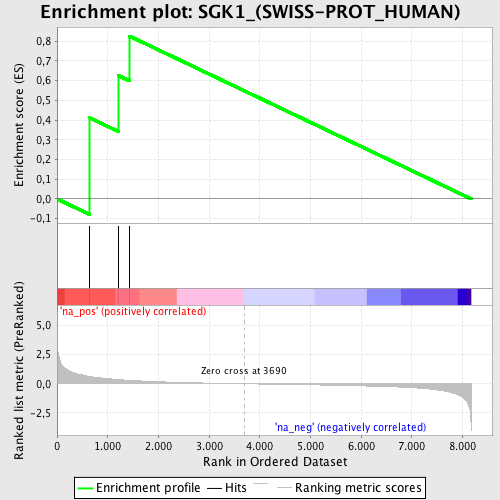 Enrichment plot: SGK1_(SWISS-PROT_HUMAN)
Enrichment score (ES)
0,8
0,7
0,6
0,5
0,4
0,3
0,2
0,1
0,0
-0,1
'na_pos' (positively correlated)
Ranked list metric (PreRanked)
5,0
2,5
0,0
-2,5
Zero cross at 3690
'na_neg' (negatively correlated)
0 1.000 2.000 3.000 4.000 5.000 6.000 7.000 8.000
Rank in Ordered Dataset
Enrichment profile Hits Ranking metric scores